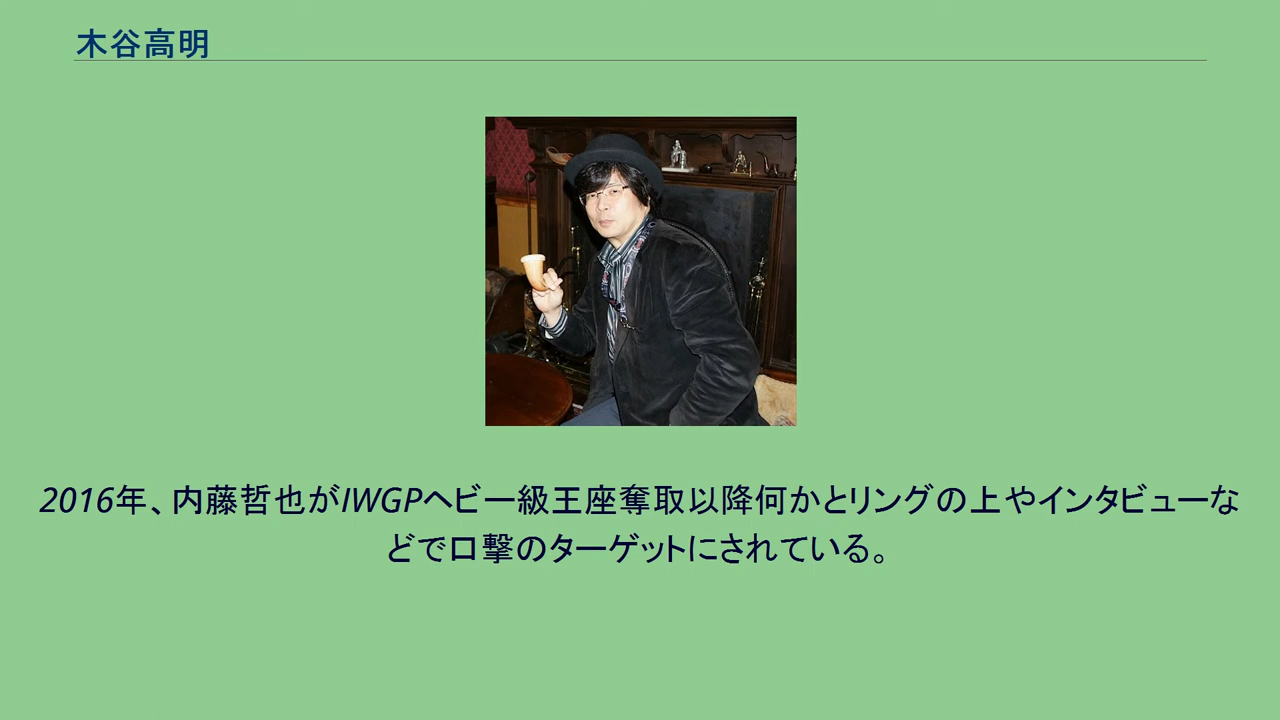 木谷高明
2016年、内藤哲也がIWGPヘビー級王座奪取以降何かとリングの上やインタビューな
どで口撃のターゲットにされている。